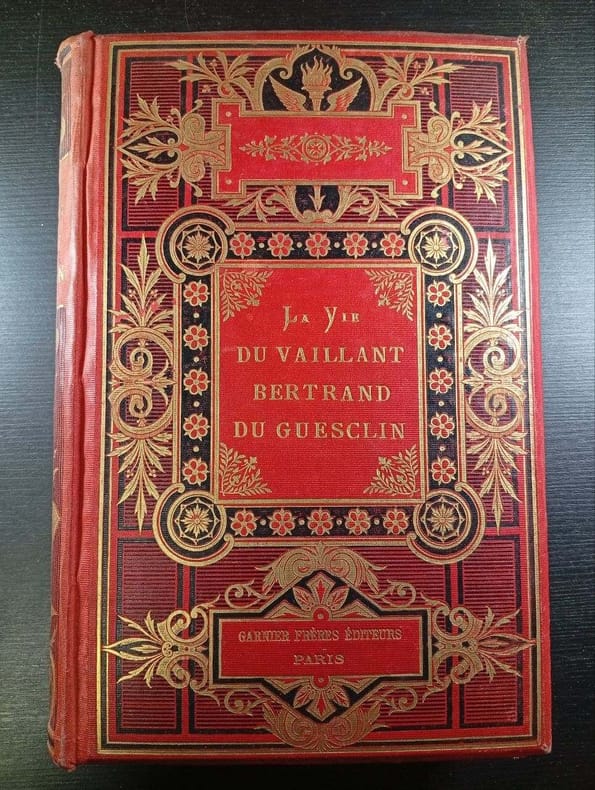 La Vie
DU VAILLANT
BERTRAND
DU GUESCLIN
GARNIER FRÈRES ÉDITEURS
PARIS